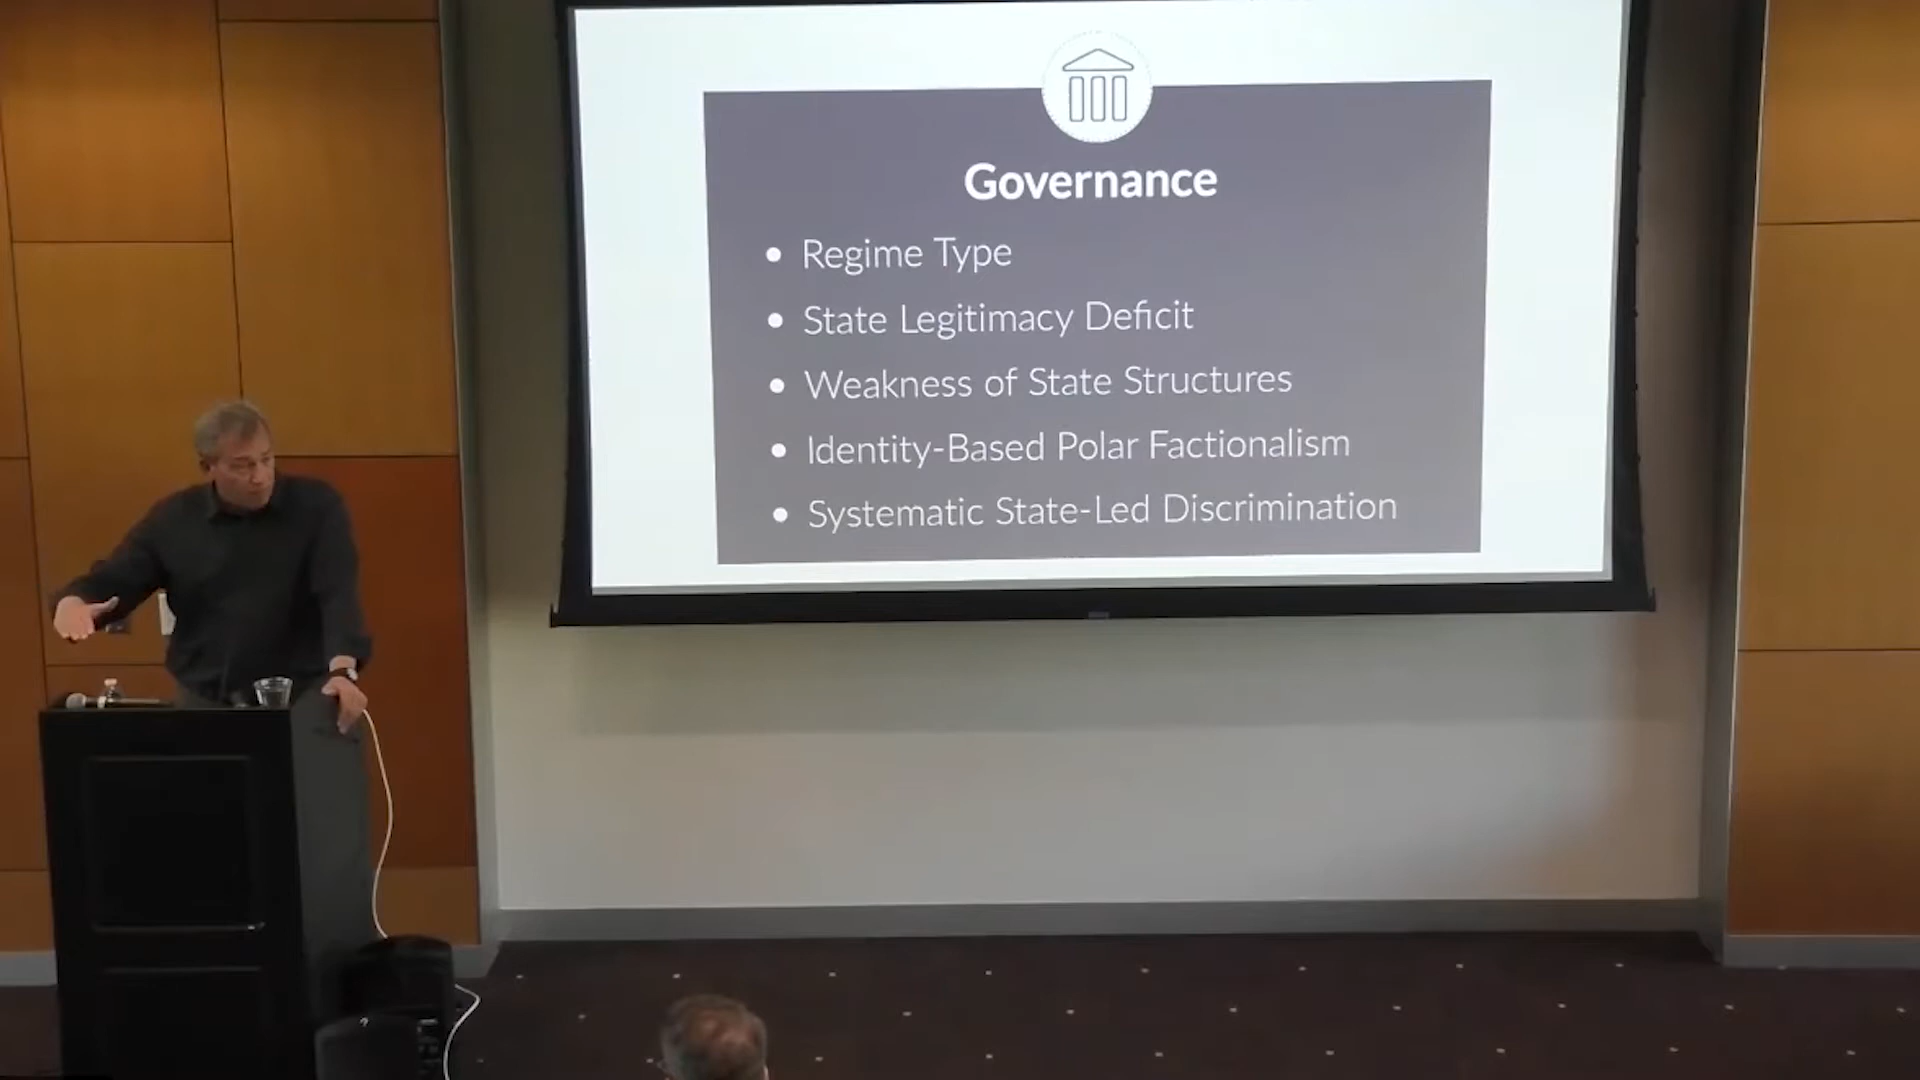 Governance
• Regime Type
• State Legitimacy Deficit
• Weakness of State Structures
• Identity-Based Polar Factionalism
• Systematic State-Led Discrimination